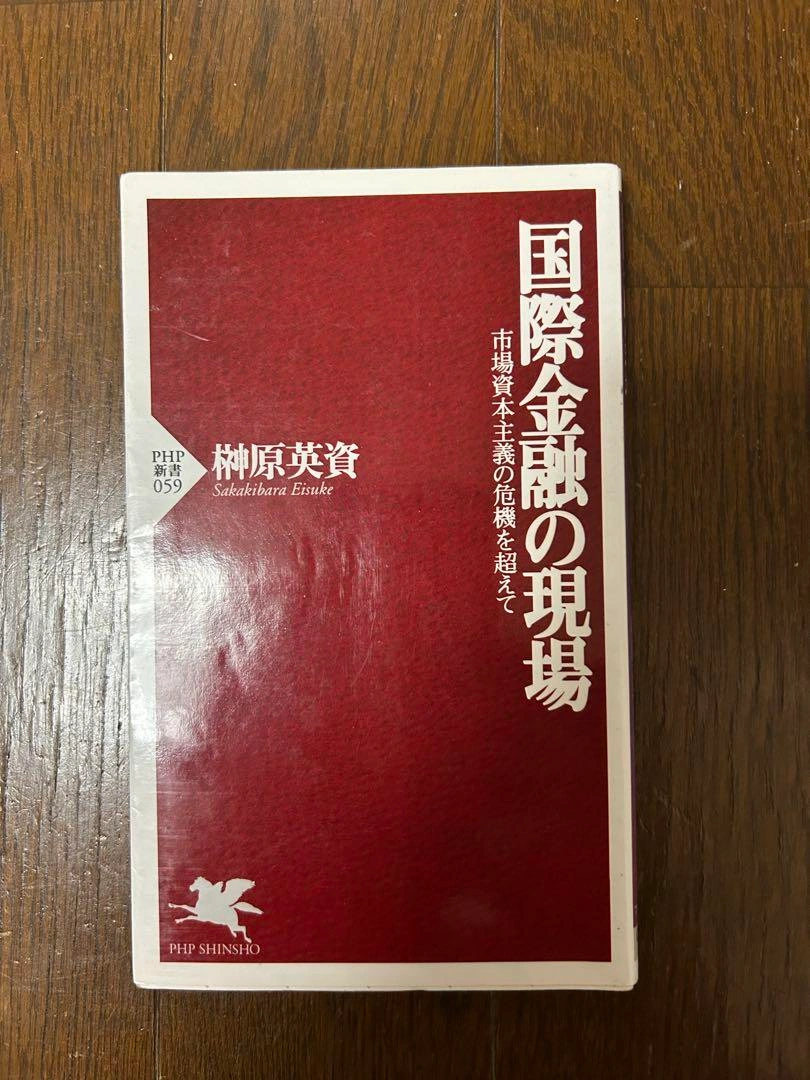 国際金融の現場
市場資本主義の危機を超えて
榊原英資
Sakakibara Eisuke
PHP
新書
059
PHP SHINSHO